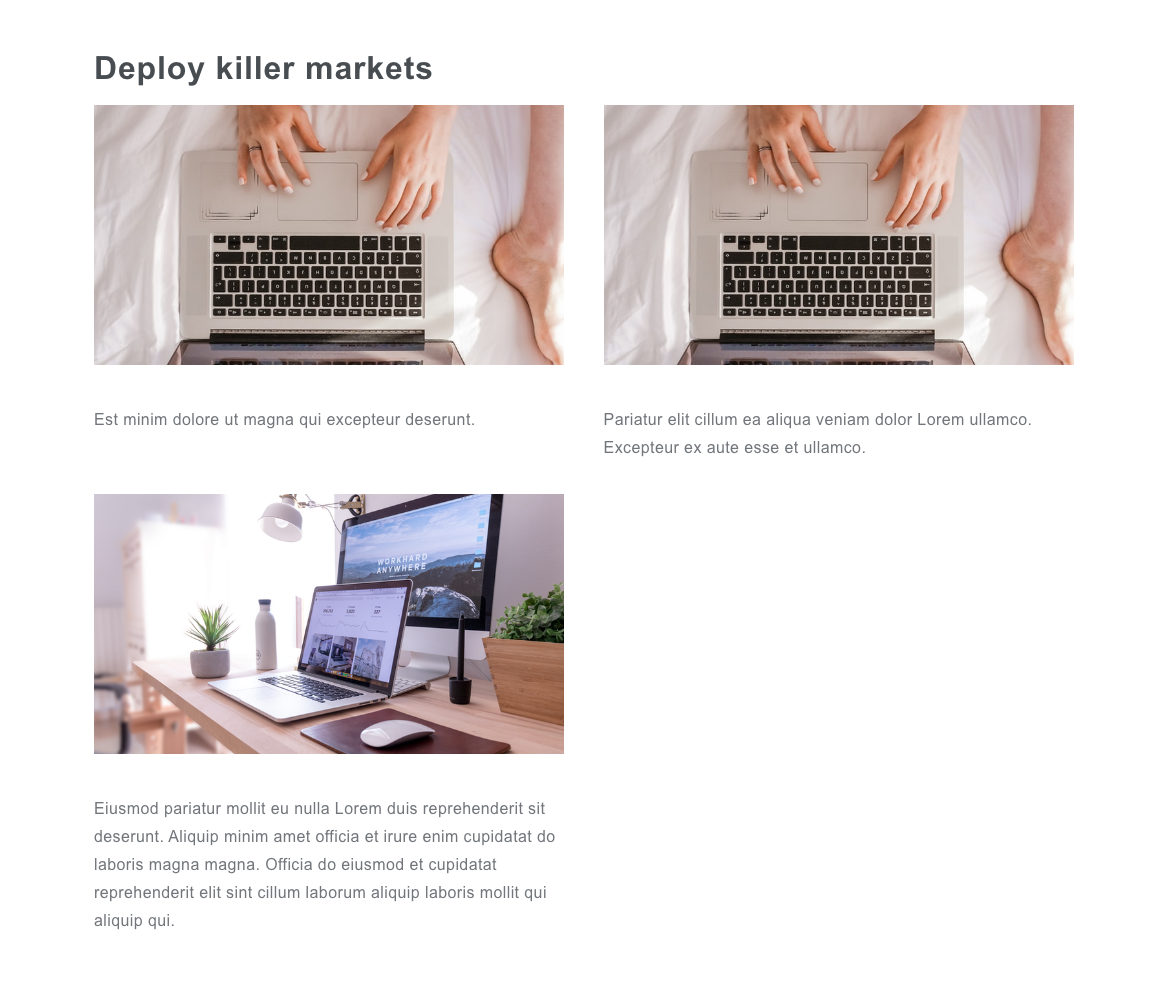 Deploy killer markets
Est minim dolore ut magna qui excepteur deserunt.
Pariatur elit cillum ea aliqua veniam dolor Lorem ullamco.
Excepteur ex aute esse et ullamco.
WORKHARD
ANYWHERE
Eiusmod pariatur mollit eu nulla Lorem duis reprehenderit sit
deserunt. Aliquip minim amet officia et irure enim cupidatat do
laboris magna magna. Officia do eiusmod et cupidatat
reprehenderit elit sint cillum laborum aliquip laboris mollit qui
aliquip qui.